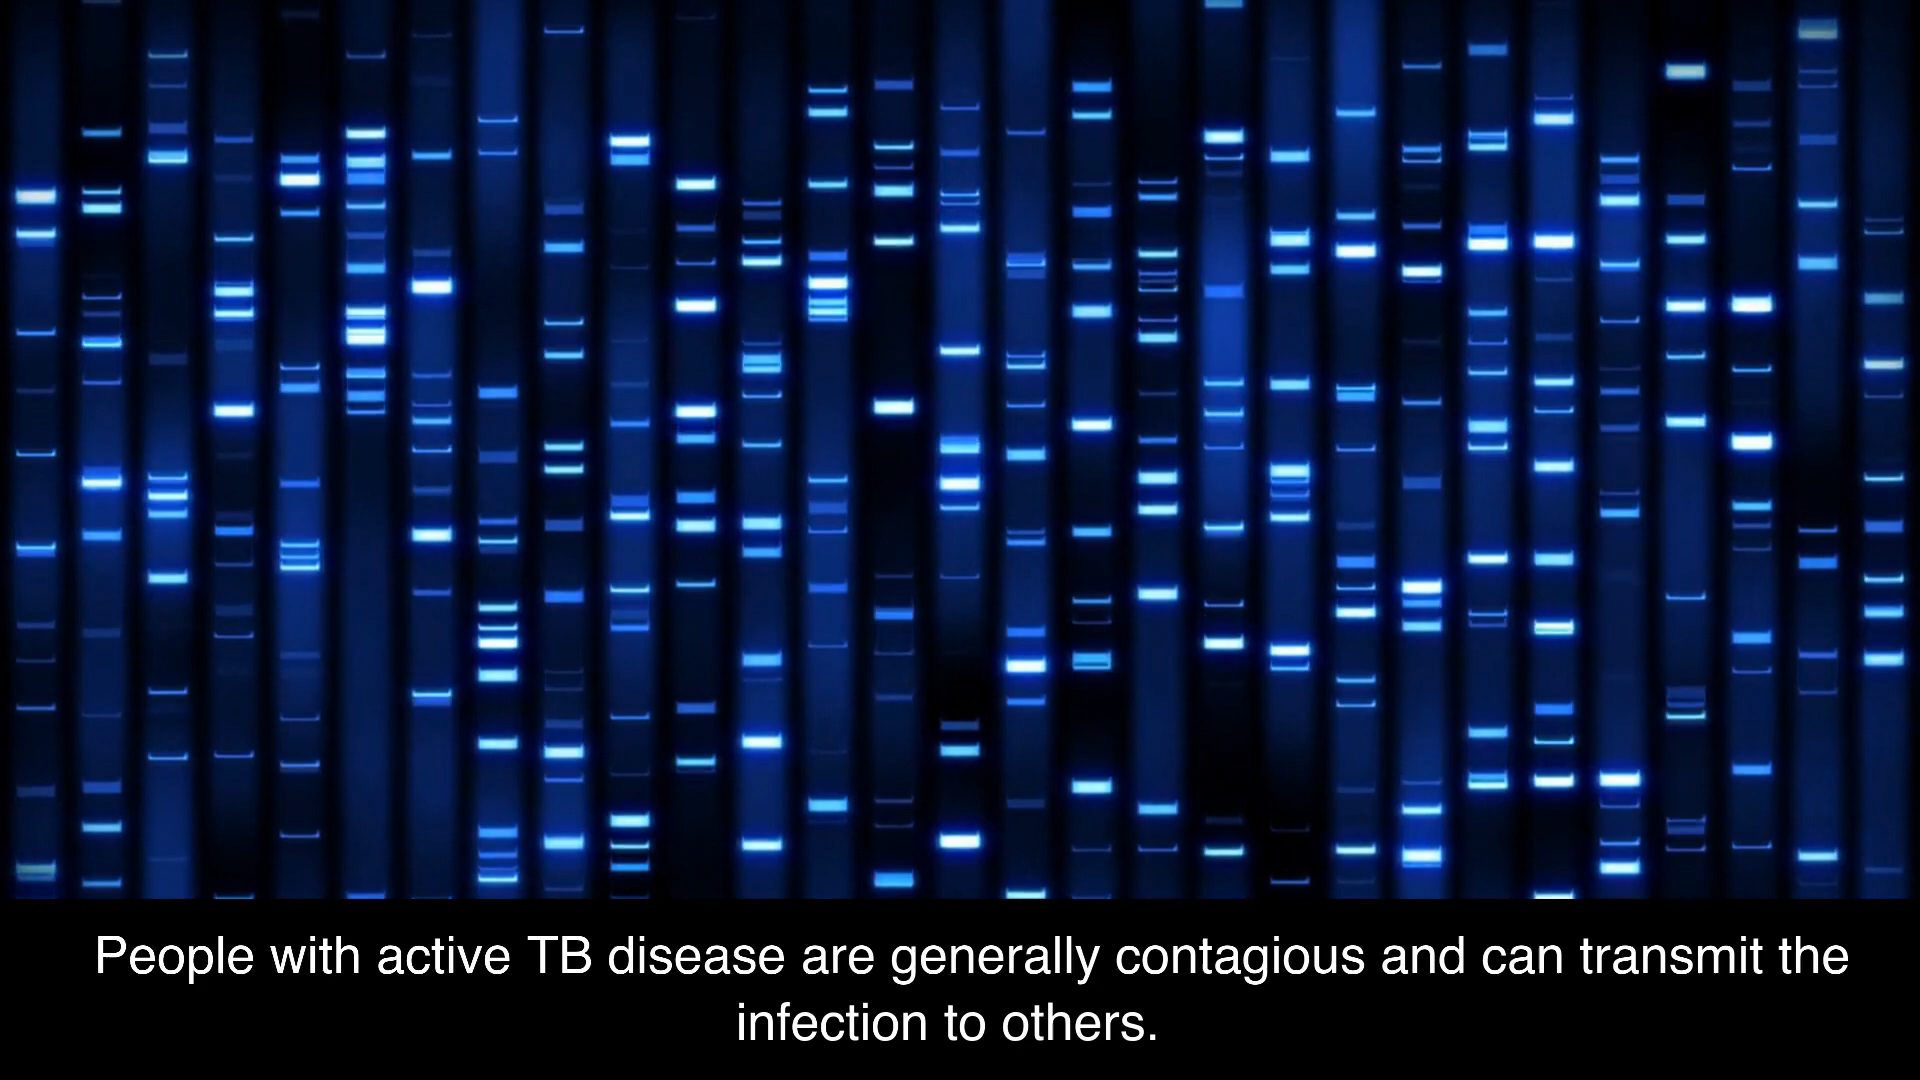 People with active TB disease are generally contagious and can transmit the
infection to others.